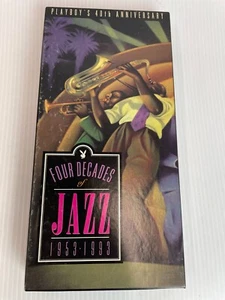 PLAYBOY'S 40TH ANNIVERSARY
FOUR DECADES
of
JAZZ
1953-1993